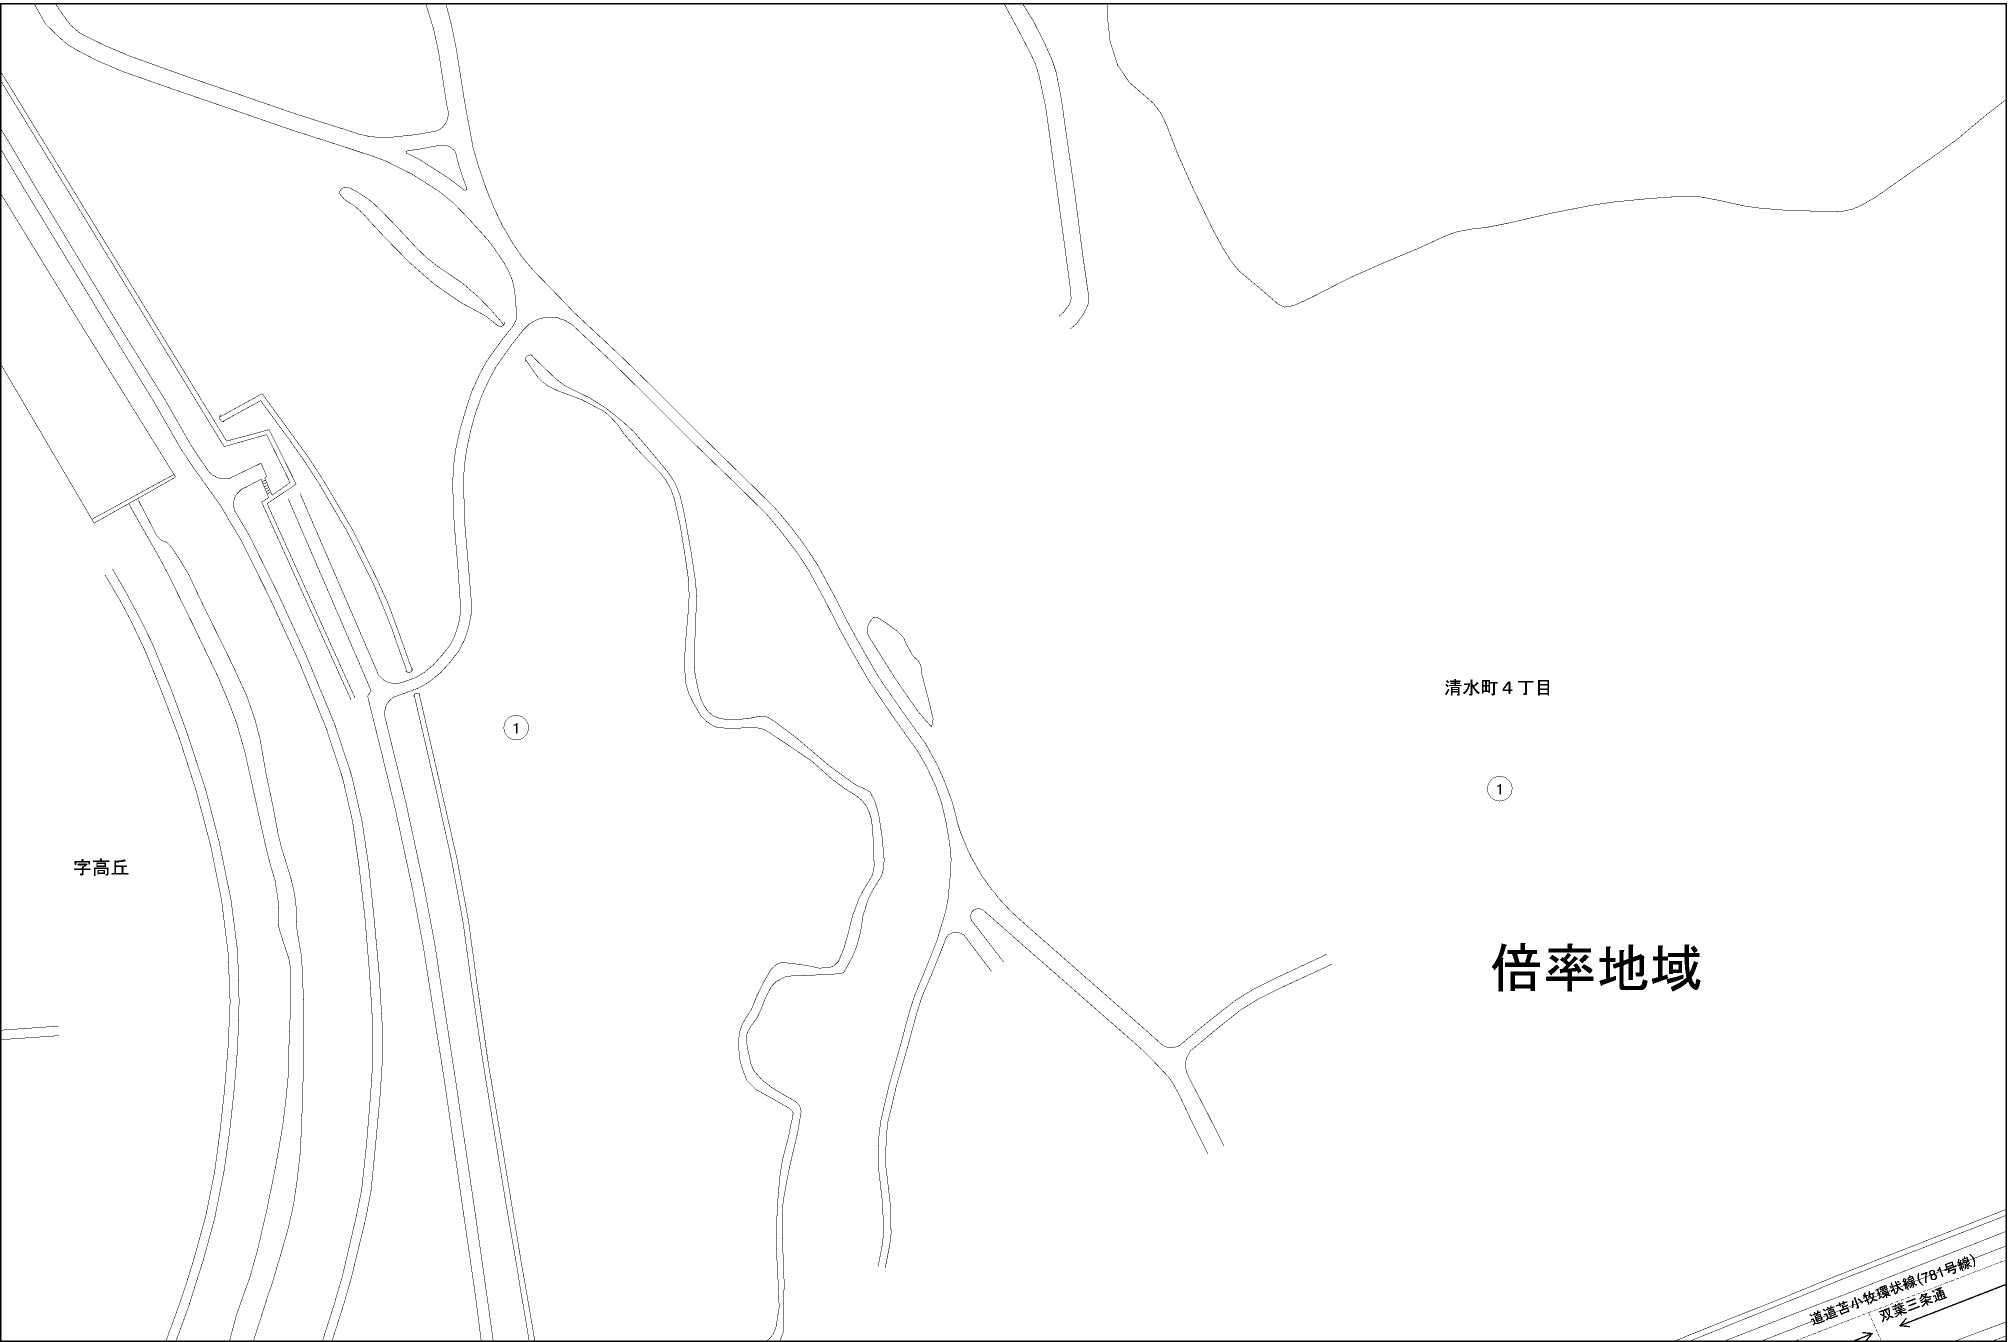 清水町４丁目
①
①
字高丘
倍率地域
道道苫小牧環状線(781号線)
双葉三条通